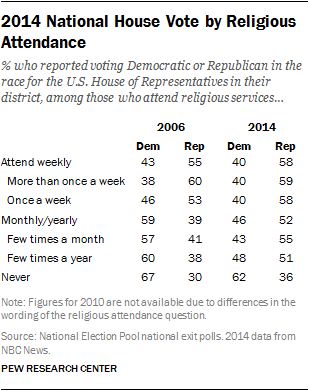 2014 National House Vote by Religious
Attendance
% who reported voting Democratic or Republican in the
race for the U.S. House of Representatives in their
district, among those who attend religious services...
2006 2014
Dem Rep Dem Rep
Attend weekly 43 55 40 58
More than once a week 38 60 40 59
Once a week 46 53 40 58
Monthly/yearly 59 39 46 52
Few times a month 57 41 43 55
Few times a year 60 38 48 51
Never 67 30 62 36
Note: Figures for 2010 are not available due to differences in the
wording of the religious attendance question.
Source: National Election Pool national exit polls. 2014 data from
NBC News.
PEW RESEARCH CENTER